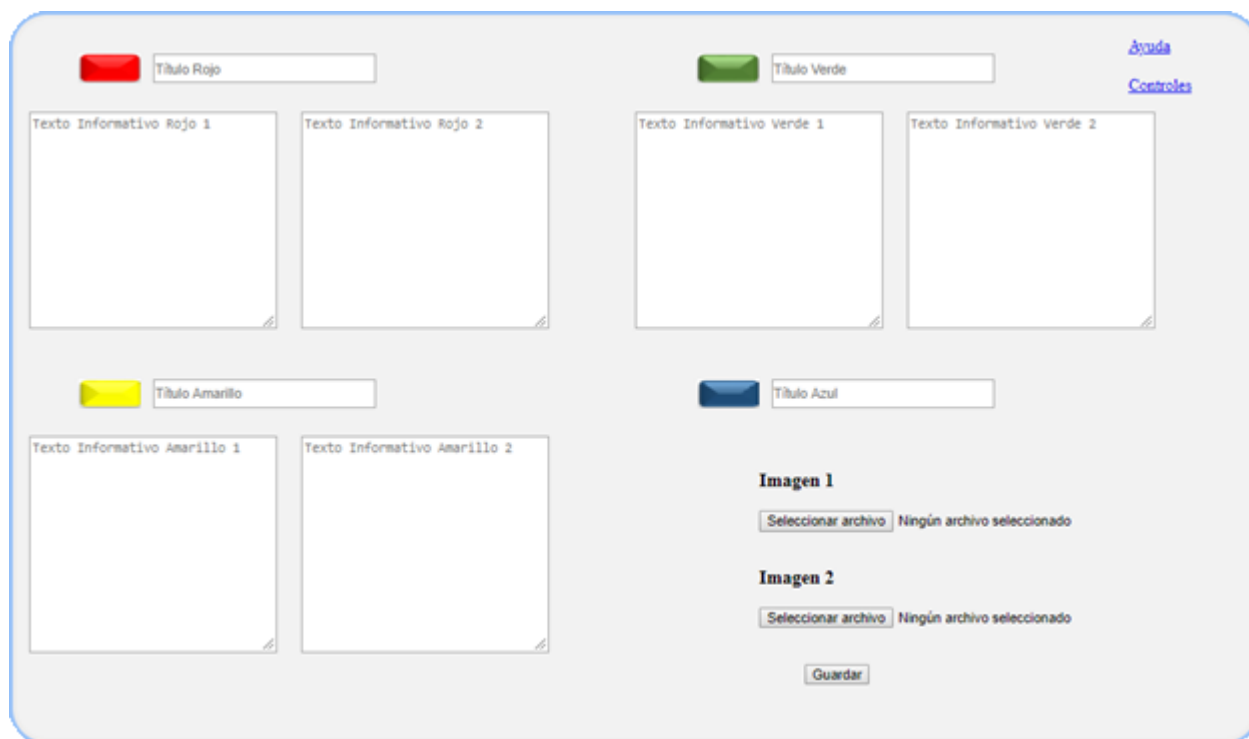 Título Rojo
Título Verde
Ayuda
Controles
Texto Informativo Rojo 1
Texto Informativo Rojo 2
Texto Informativo Verde 1
Texto Informativo Verde 2
Título Amarillo
Título Azul
Texto Informativo Amarillo 1
Texto Informativo Amarillo 2
Imagen 1
Seleccionar archivo Ningún archivo seleccionado
Imagen 2
Seleccionar archivo Ningún archivo seleccionado
Guardar